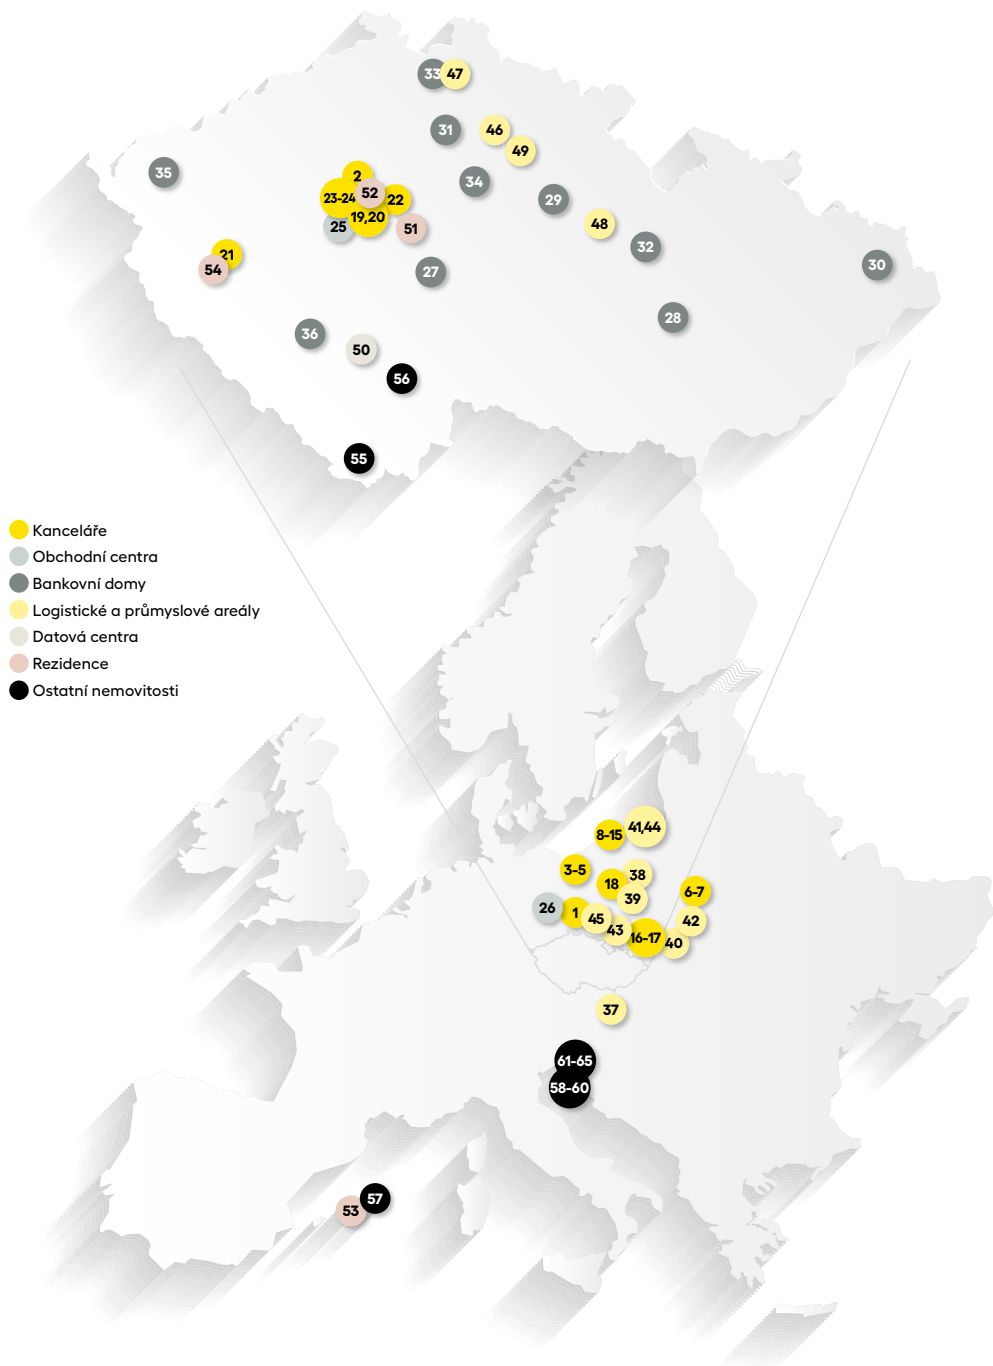 33 47
31 46
49
35 2 34
23-24 52 22 29
19,20
25 51 48
32
21
54 27 30
28
36
50
56
55
Kanceláře
Obchodní centra
Bankovní domy
Logistické a průmyslové areály
Datová centra
Rezidence
Ostatní nemovitosti
8-15 41,44
3-5 38
18 6-7
39
26 1 45 42
43 16-17 40
37
61-65
58-60
57
53